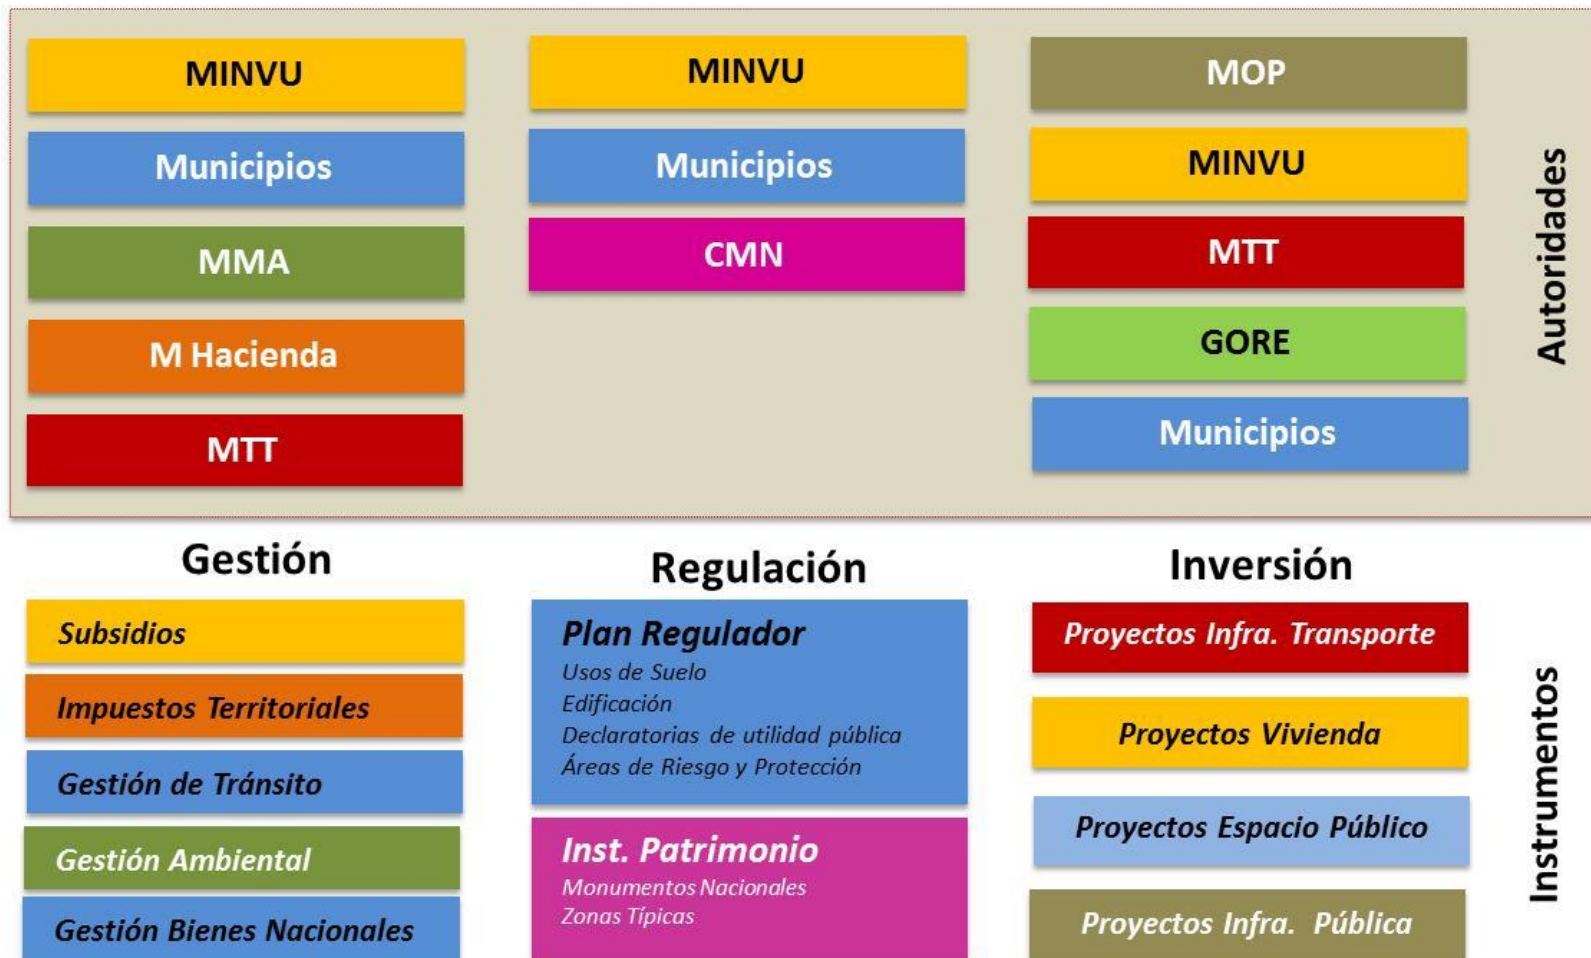 MINVU
Municipios
MMA
M Hacienda
MTT
MINVU
Municipios
CMN
MOP
MINVU
MTT
GORE
Municipios
Autoridades
Gestión
Subsidios
Impuestos Territoriales
Gestión de Tránsito
Gestión Ambiental
Gestión Bienes Nacionales
Regulación
Plan Regulador
Usos de Suelo
Edificación
Declaratorias de utilidad pública
Áreas de Riesgo y Protección
Inst. Patrimonio
Monumentos Nacionales
Zonas Típicas
Inversión
Proyectos Infra. Transporte
Proyectos Vivienda
Proyectos Espacio Público
Proyectos Infra. Pública
Instrumentos